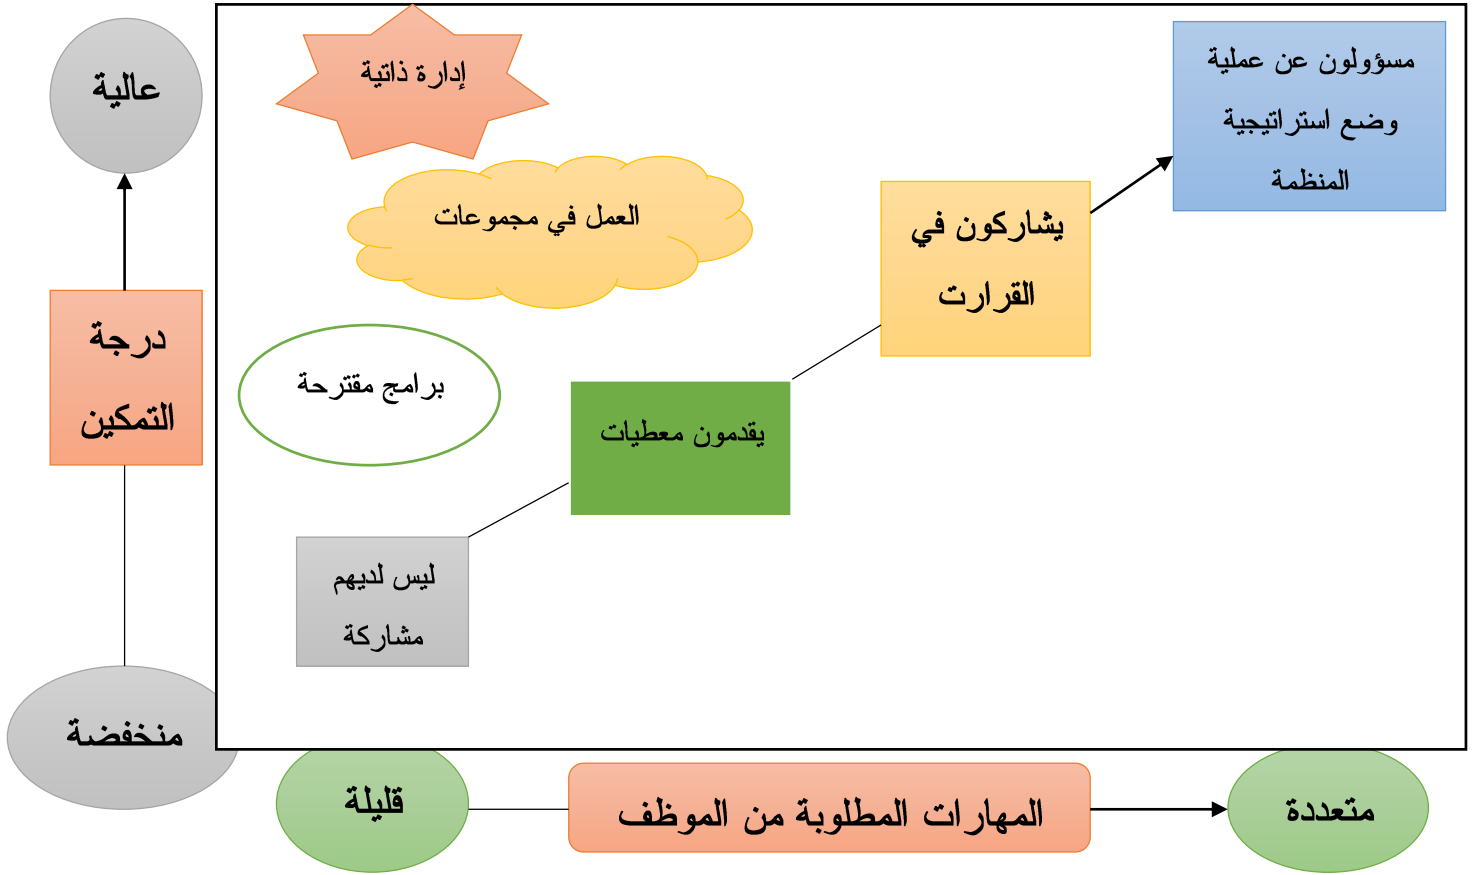 عالية
إدارة ذاتية
مسؤولون عن عملية
وضع استراتيجية
المنظمة
العمل في مجموعات
يشاركون في
القرارت
درجة
التمكين
برامج مقترحة
يقدمون معطيات
ليس لديهم
مشاركة
منخفضة
قليلة
المهارات المطلوبة من الموظف
متعددة